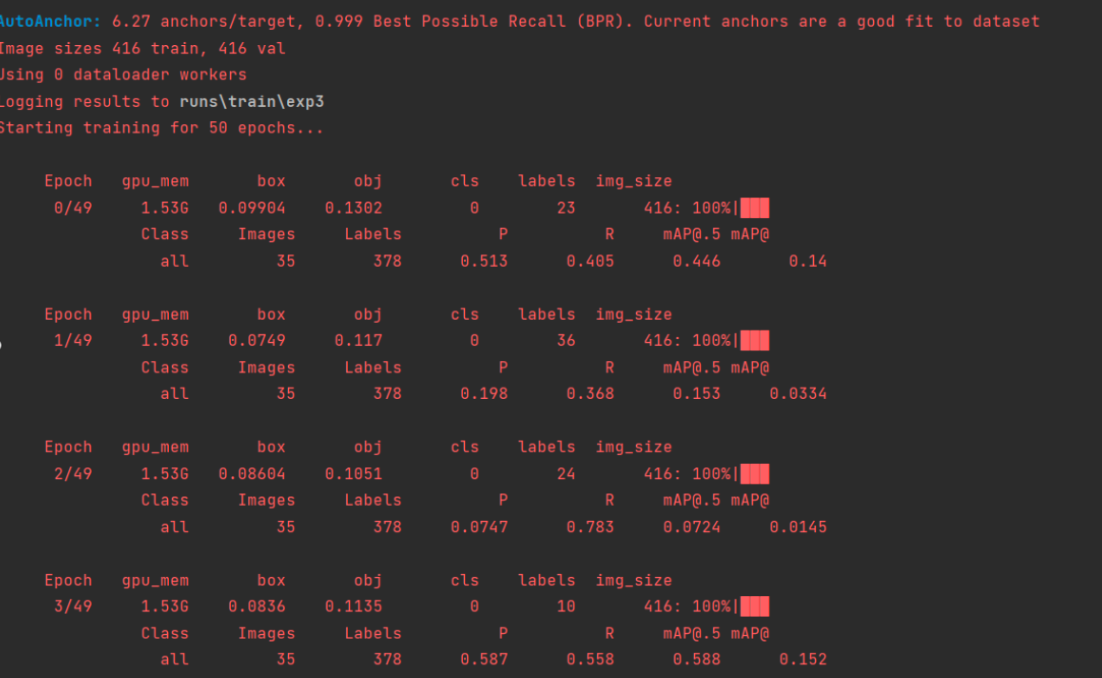 AutoAnchor: 6.27 anchors/target, 0.999 Best Possible Recall (BPR). Current anchors are a good fit to dataset
Image sizes 416 train, 416 val
Using 0 dataloader workers
Logging results to runs\train\exp3
Starting training for 50 epochs...
Epoch gpu_mem box obj cls labels img_size
0/49 1.53G 0.09904 0.1302 0 23 416: 100%|███
Class Images Labels P R mAP@.5 mAP@
all 35 378 0.513 0.405 0.446 0.14
Epoch gpu_mem box obj cls labels img_size
1/49 1.53G 0.0749 0.117 0 36 416: 100%|███
Class Images Labels P R mAP@.5 mAP@
all 35 378 0.198 0.368 0.153 0.0334
Epoch gpu_mem box obj cls labels img_size
2/49 1.53G 0.08604 0.1051 0 24 416: 100%|███
Class Images Labels P R mAP@.5 mAP@
all 35 378 0.0747 0.783 0.0724 0.0145
Epoch gpu_mem box obj cls labels img_size
3/49 1.53G 0.0836 0.1135 0 10 416: 100%|███
Class Images Labels P R mAP@.5 mAP@
all 35 378 0.587 0.558 0.588 0.152